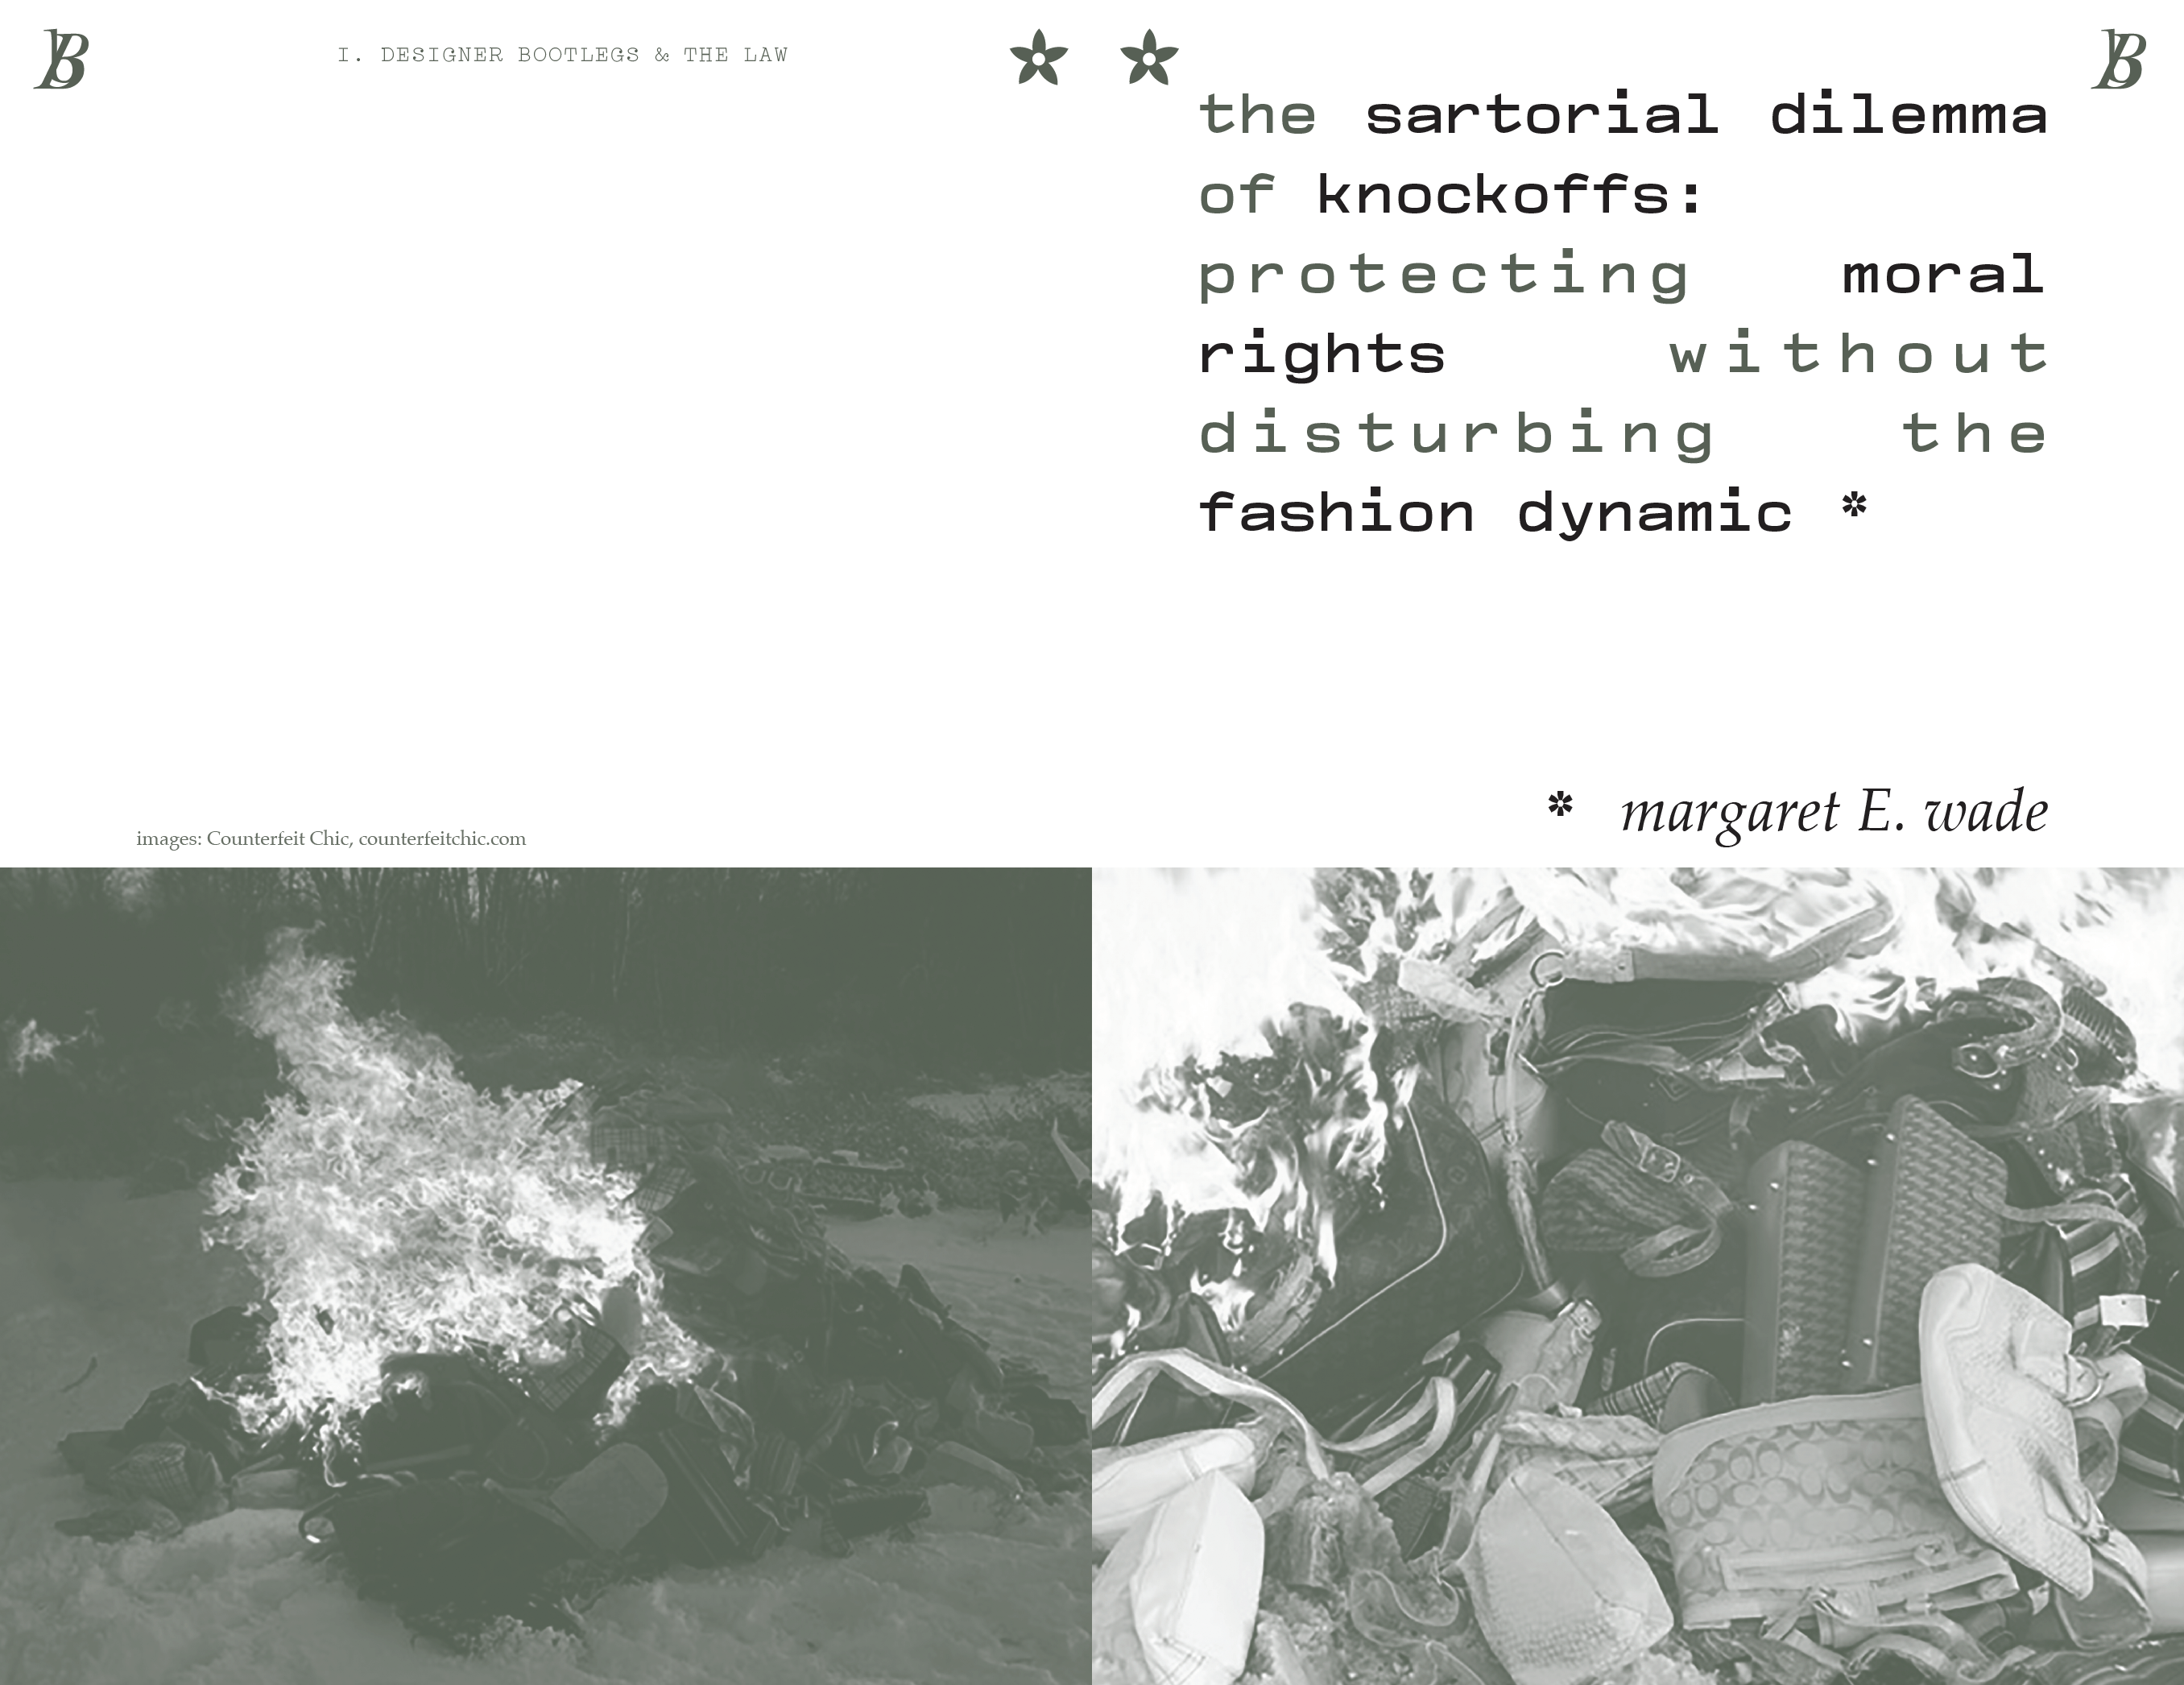 I. DESIGNER BOOTLEGS & THE LAW
the sartorial dilemma
of knockoffs:
protecting moral
rights without
disturbing the
fashion dynamic *
* margaret E. wade
images: Counterfeit Chic, counterfeitchic.com